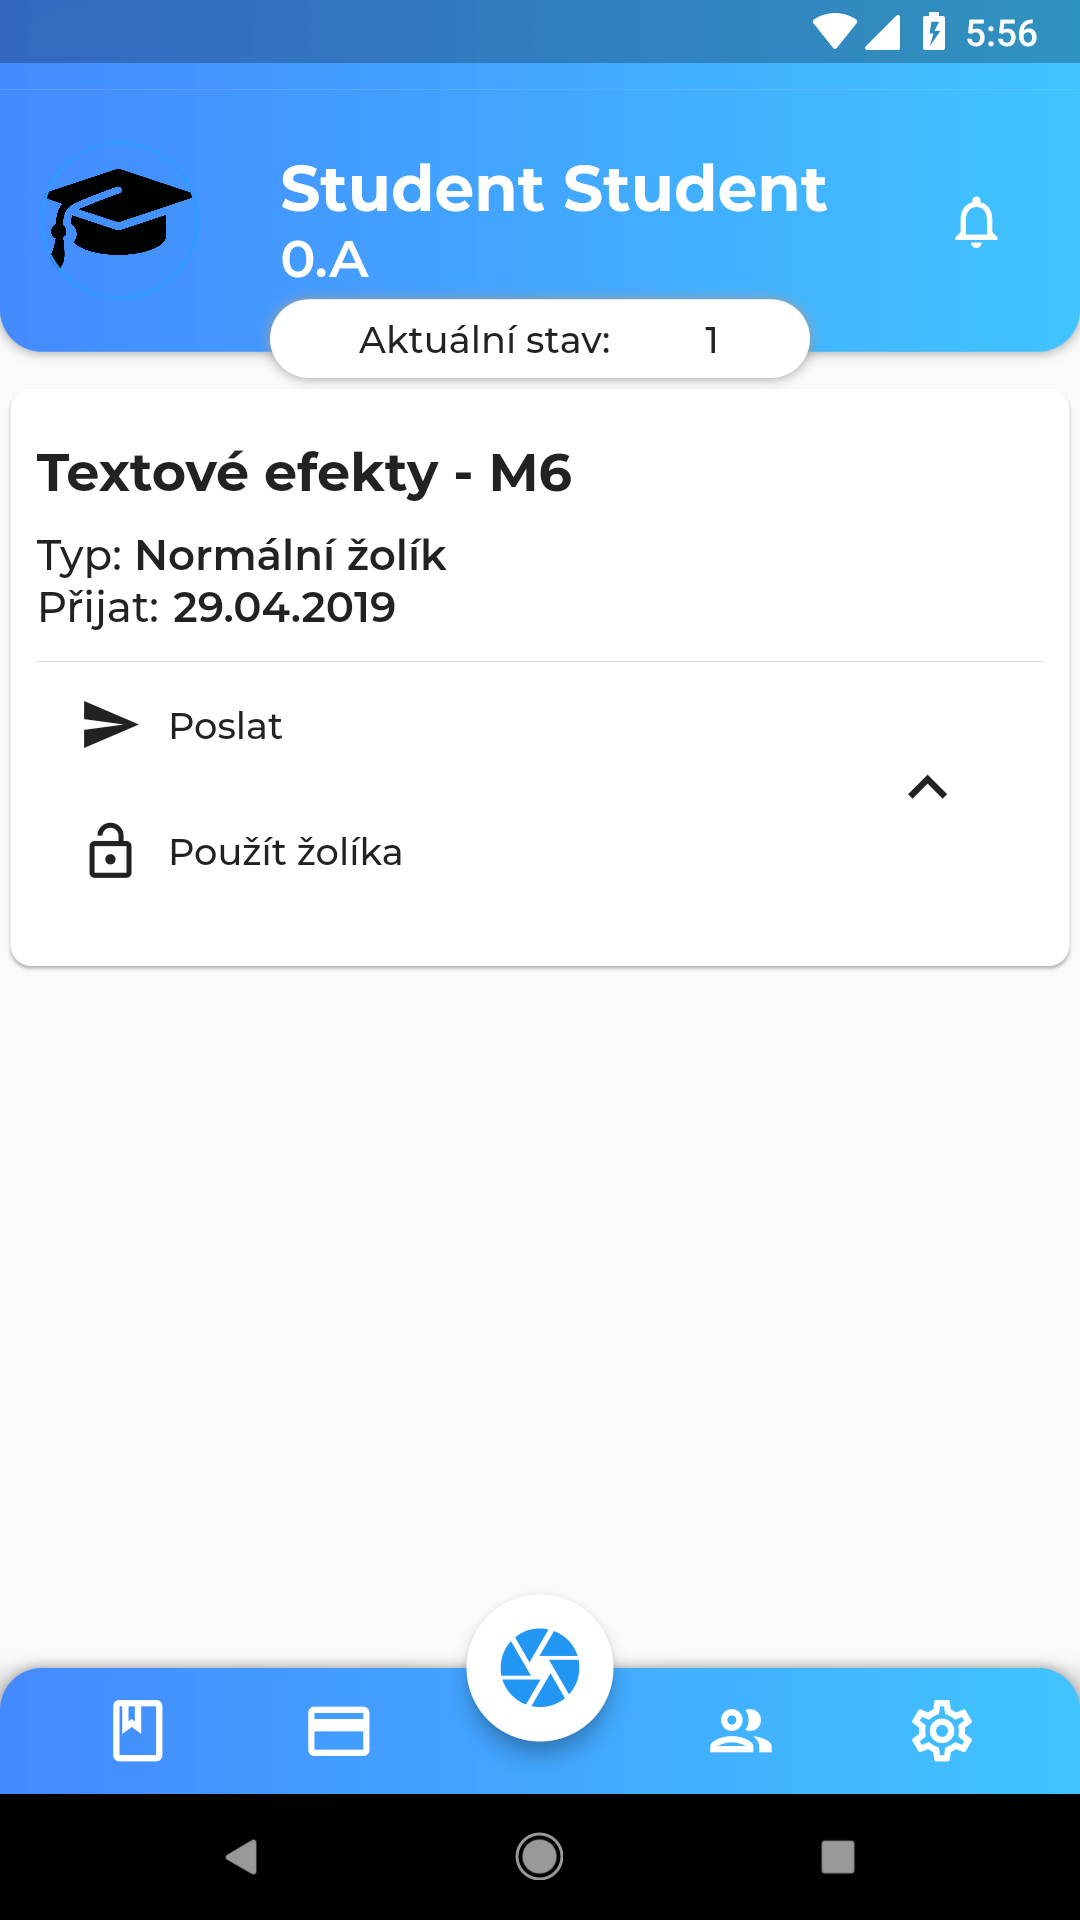 5:56
Student Student
0.A
Aktuální stav: 1
Textové efekty - M6
Typ: Normální žolík
Přijat: 29.04.2019
Poslat
Použít žolíka